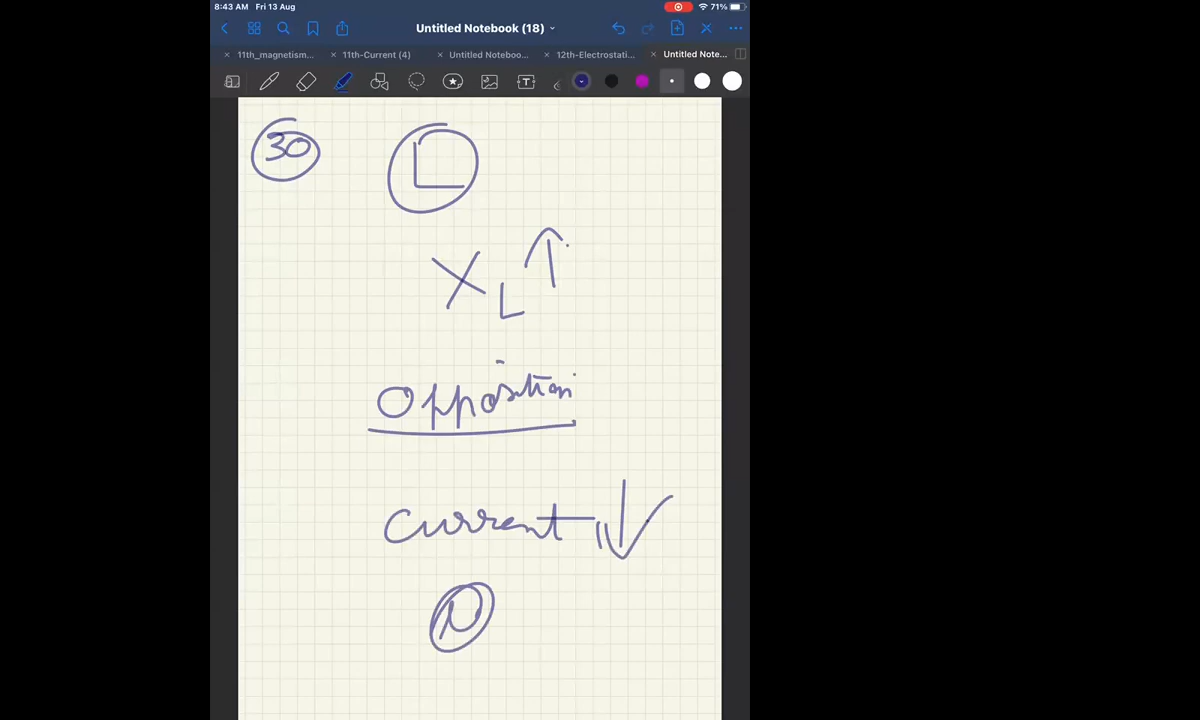 8:43 AM Fri 13 Aug
71%
Untitled Notebook (18)
11th_magnetism...
11th-Current (4)
Untitled Noteboo...
12th-Electrostati...
Untitled Note...
30
L
XL ↑
Opposition
Current ↓